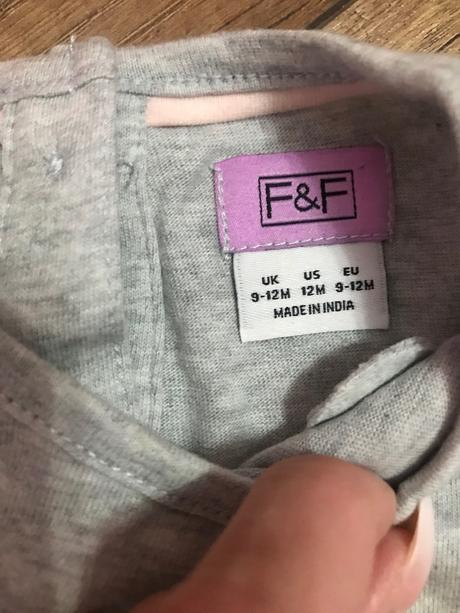 F&F
UK US EU
9-12M 12M 9-12M
MADE IN INDIA